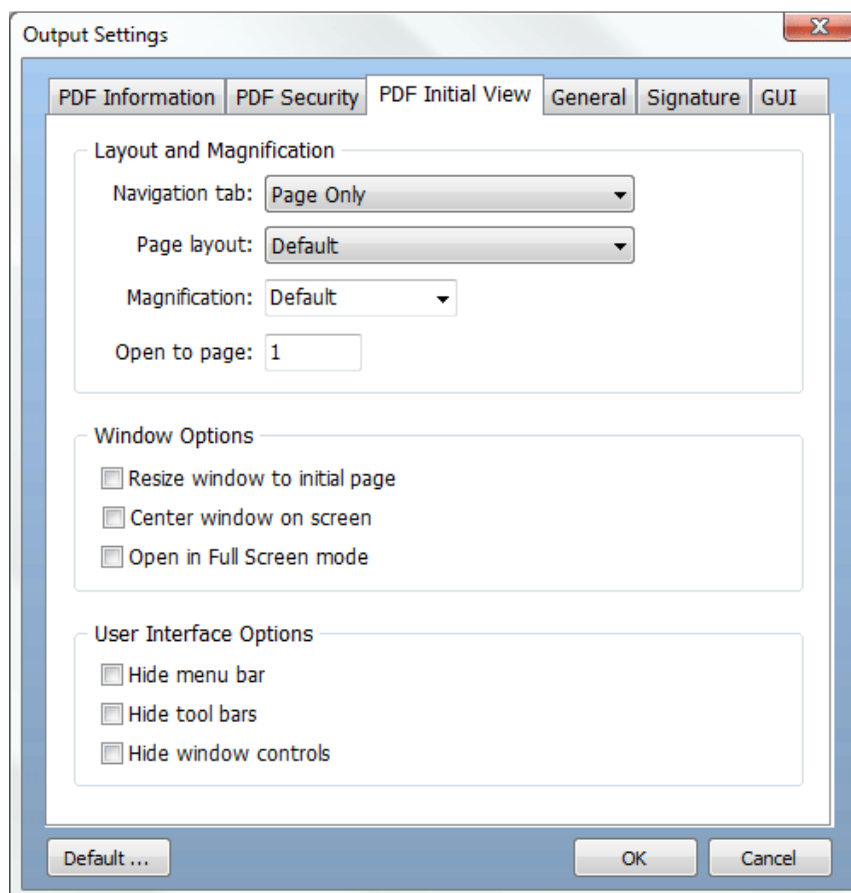 Output Settings
PDF Information PDF Security PDF Initial View General Signature GUI
Layout and Magnification
Navigation tab: Page Only
Page layout: Default
Magnification: Default
Open to page: 1
Window Options
Resize window to initial page
Center window on screen
Open in Full Screen mode
User Interface Options
Hide menu bar
Hide tool bars
Hide window controls
Default ... OK Cancel